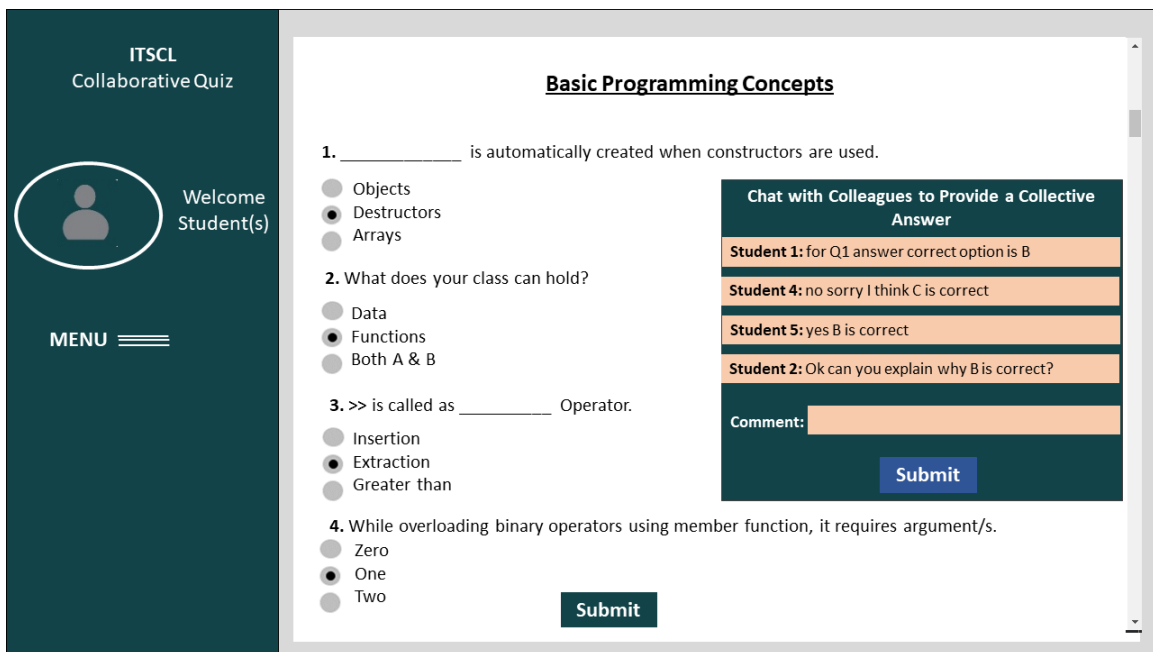 ITSCL
Collaborative Quiz
Welcome
Student(s)
MENU
Basic Programming Concepts
1. _____________ is automatically created when constructors are used.
Objects
Destructors
Arrays
2. What does your class can hold?
Data
Functions
Both A & B
3. >> is called as __________ Operator.
Insertion
Extraction
Greater than
4. While overloading binary operators using member function, it requires argument/s.
Zero
One
Two
Submit
Chat with Colleagues to Provide a Collective
Answer
Student 1: for Q1 answer correct option is B
Student 4: no sorry I think C is correct
Student 5: yes B is correct
Student 2: Ok can you explain why B is correct?
Comment:
Submit